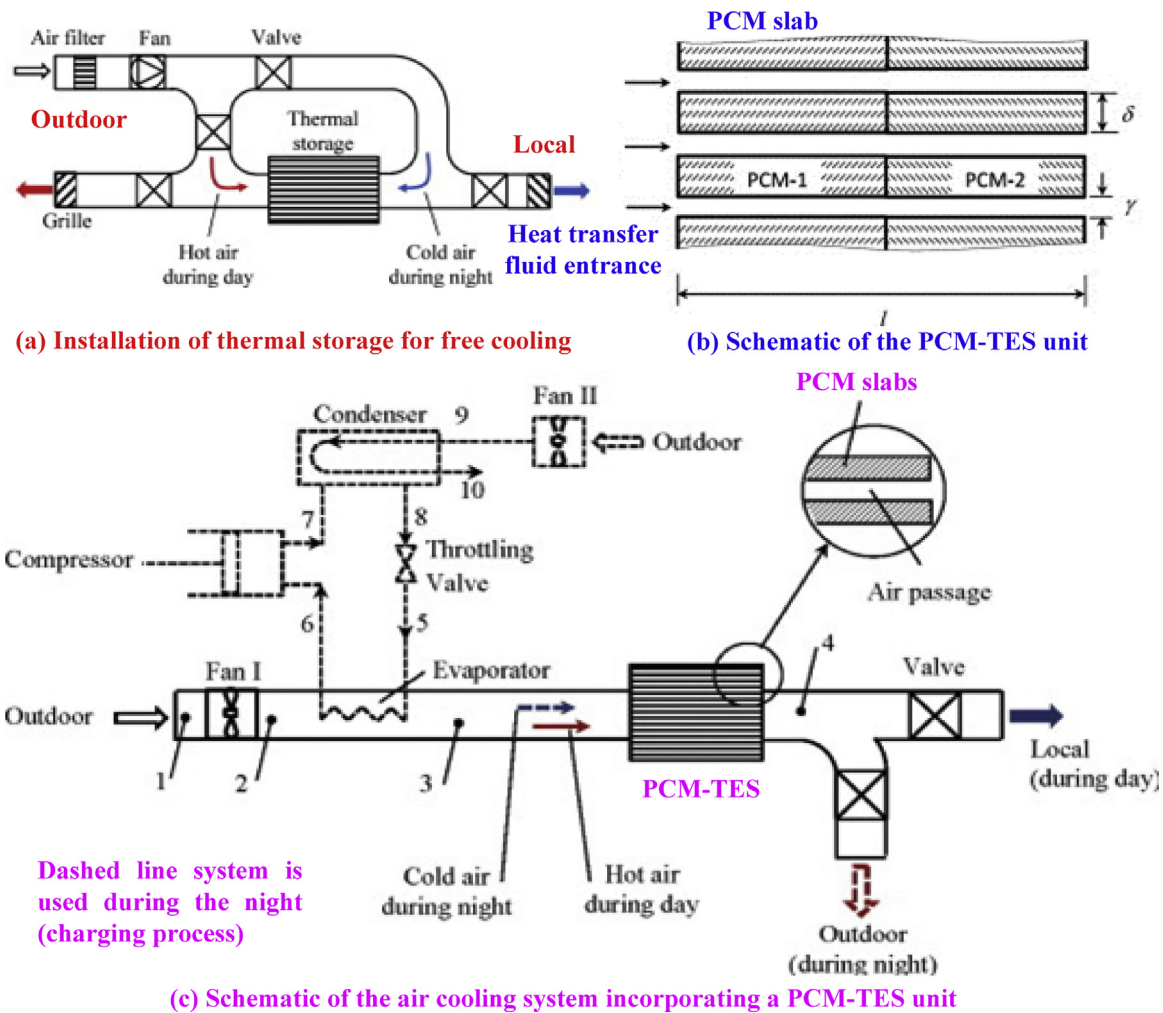 Air filter
Fan
Valve
Outdoor
Thermal
storage
Local
Grille
Hot air
during day
Cold air
during night
Heat transfer
fluid entrance
(a) Installation of thermal storage for free cooling
PCM slab
δ
PCM-1
PCM-2
γ
l
(b) Schematic of the PCM-TES unit
PCM slabs
Condenser
9
Fan II
Outdoor
10
7
8
Compressor
Throttling
Valve
Air passage
6
5
Fan I
Evaporator
4
Valve
Outdoor
1
2
3
PCM-TES
Local
(during day)
Dashed line system is
used during the night
(charging process)
Cold air
during night
Hot air
during day
Outdoor
(during night)
(c) Schematic of the air cooling system incorporating a PCM-TES unit